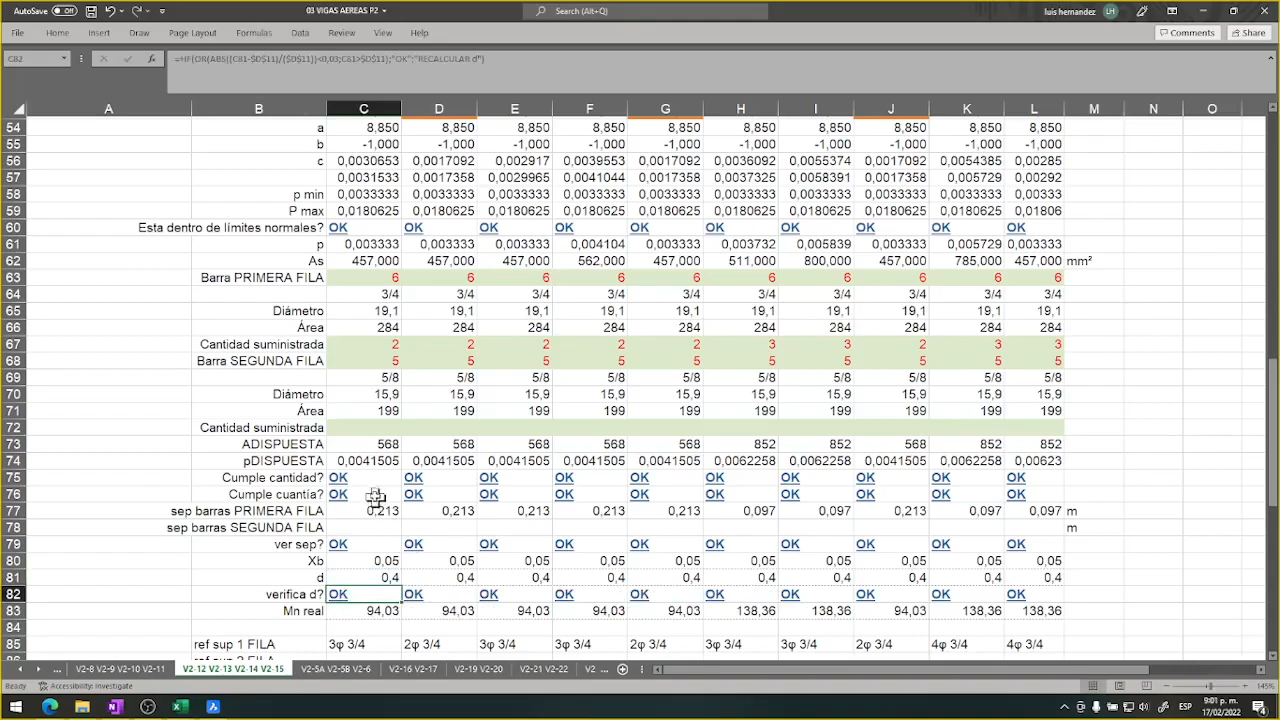 AutoSave Off 03 VIGAS AEREAS P2 Search (Alt+Q) luis hernandez LH
File Home Insert Draw Page Layout Formulas Data Review View Help Comments Share
C82 fx =+IF(OR(ABS((C81-$D$11)/($D$11))<0,03;C81>$D$11);"OK";"RECALCULAR d")
A B C D E F G H I J K L M N O
54 a 8,850 8,850 8,850 8,850 8,850 8,850 8,850 8,850 8,850 8,850
55 b -1,000 -1,000 -1,000 -1,000 -1,000 -1,000 -1,000 -1,000 -1,000 -1,000
56 c 0,0030653 0,0017092 0,002917 0,0039553 0,0017092 0,0036092 0,0055374 0,0017092 0,0054385 0,00285
57 0,0031533 0,0017358 0,0029965 0,0041044 0,0017358 0,0037325 0,0058391 0,0017358 0,005729 0,00292
58 p min 0,0033333 0,0033333 0,0033333 0,0033333 0,0033333 0,0033333 0,0033333 0,0033333 0,0033333 0,00333
59 P max 0,0180625 0,0180625 0,0180625 0,0180625 0,0180625 0,0180625 0,0180625 0,0180625 0,0180625 0,01806
60 Esta dentro de límites normales? OK OK OK OK OK OK OK OK OK OK
61 p 0,003333 0,003333 0,003333 0,004104 0,003333 0,003732 0,005839 0,003333 0,005729 0,003333
62 As 457,000 457,000 457,000 562,000 457,000 511,000 800,000 457,000 785,000 457,000 mm²
63 Barra PRIMERA FILA 6 6 6 6 6 6 6 6 6 6
64 3/4 3/4 3/4 3/4 3/4 3/4 3/4 3/4 3/4 3/4
65 Diámetro 19,1 19,1 19,1 19,1 19,1 19,1 19,1 19,1 19,1 19,1
66 Área 284 284 284 284 284 284 284 284 284 284
67 Cantidad suministrada 2 2 2 2 2 3 3 2 3 3
68 Barra SEGUNDA FILA 5 5 5 5 5 5 5 5 5 5
69 5/8 5/8 5/8 5/8 5/8 5/8 5/8 5/8 5/8 5/8
70 Diámetro 15,9 15,9 15,9 15,9 15,9 15,9 15,9 15,9 15,9 15,9
71 Área 199 199 199 199 199 199 199 199 199 199
72 Cantidad suministrada
73 ADISPUESTA 568 568 568 568 568 852 852 568 852 852
74 pDISPUESTA 0,0041505 0,0041505 0,0041505 0,0041505 0,0041505 0,0062258 0,0062258 0,0041505 0,0062258 0,00623
75 Cumple cantidad? OK OK OK OK OK OK OK OK OK OK
76 Cumple cuantía? OK OK OK OK OK OK OK OK OK OK
77 sep barras PRIMERA FILA 0,213 0,213 0,213 0,213 0,213 0,097 0,097 0,213 0,097 0,097 m
78 sep barras SEGUNDA FILA m
79 ver sep? OK OK OK OK OK OK OK OK OK OK
80 Xb 0,05 0,05 0,05 0,05 0,05 0,05 0,05 0,05 0,05 0,05
81 d 0,4 0,4 0,4 0,4 0,4 0,4 0,4 0,4 0,4 0,4
82 verifica d? OK OK OK OK OK OK OK OK OK OK
83 Mn real 94,03 94,03 94,03 94,03 94,03 138,36 138,36 94,03 138,36 138,36
84
85 ref sup 1 FILA 3φ 3/4 2φ 3/4 3φ 3/4 3φ 3/4 2φ 3/4 3φ 3/4 3φ 3/4 2φ 3/4 4φ 3/4 4φ 3/4
... V2-8 V2-9 V2-10 V2-11 V2-12 V2-13 V2-14 V2-15 V2-5A V2-5B V2-6 V2-16 V2-17 V2-19 V2-20 V2-21 V2-22 V2 ...
Ready Accessibility: Investigate 145%
ESP 9:01 p. m.
17/02/2022